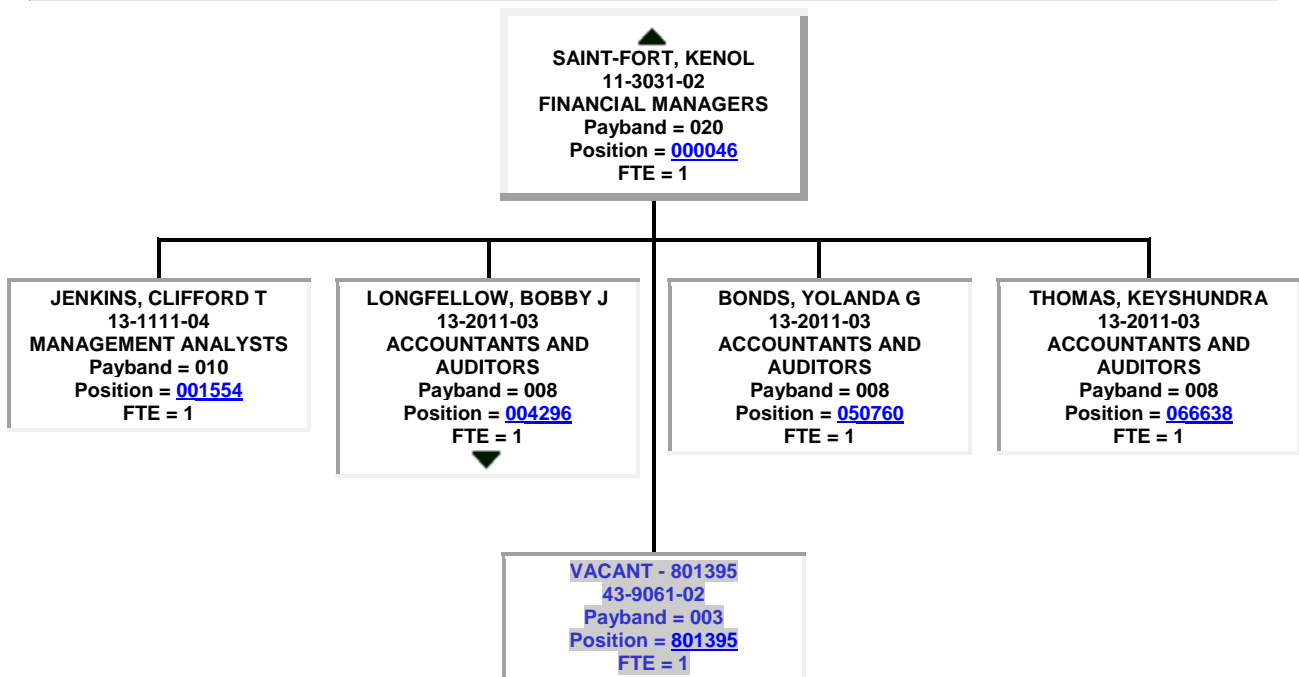 SAINT-FORT, KENOL
11-3031-02
FINANCIAL MANAGERS
Payband = 020
Position = 000046
FTE = 1
JENKINS, CLIFFORD T
13-1111-04
MANAGEMENT ANALYSTS
Payband = 010
Position = 001554
FTE = 1
LONGFELLOW, BOBBY J
13-2011-03
ACCOUNTANTS AND
AUDITORS
Payband = 008
Position = 004296
FTE = 1
BONDS, YOLANDA G
13-2011-03
ACCOUNTANTS AND
AUDITORS
Payband = 008
Position = 050760
FTE = 1
THOMAS, KEYSHUNDRA
13-2011-03
ACCOUNTANTS AND
AUDITORS
Payband = 008
Position = 066638
FTE = 1
VACANT - 801395
43-9061-02
Payband = 003
Position = 801395
FTE = 1